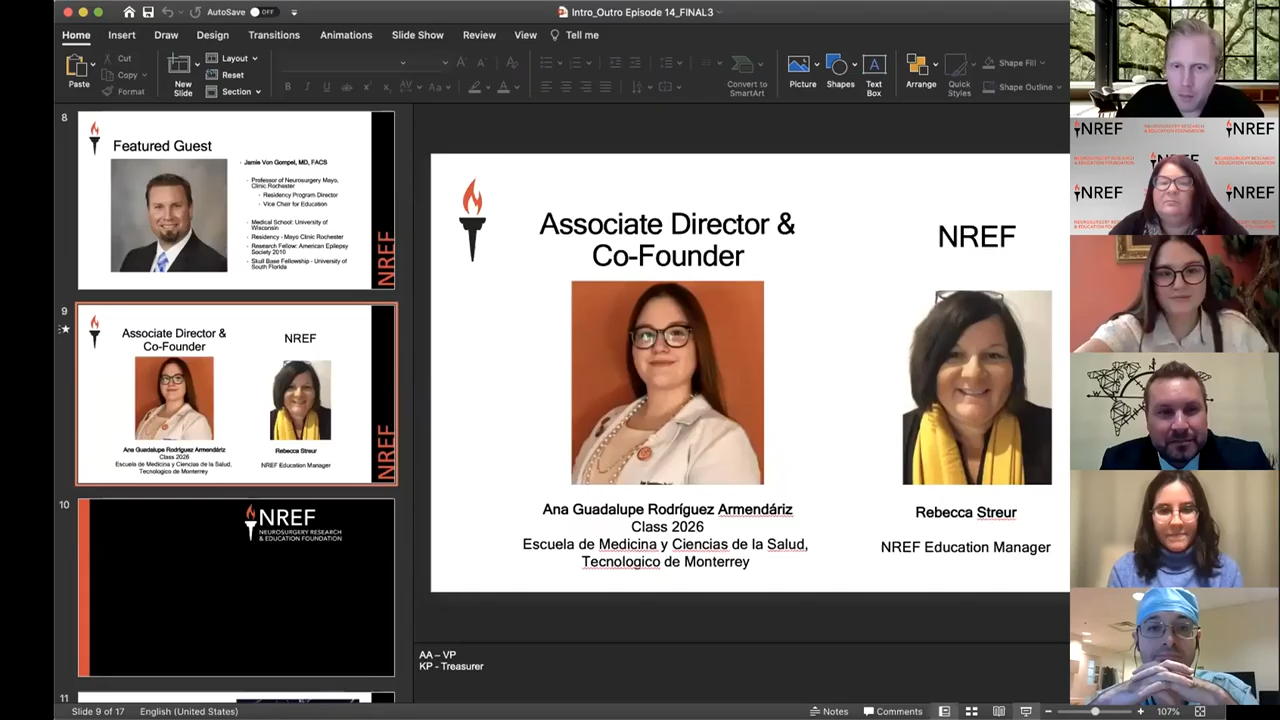 AutoSave
OFF
Intro_Outro Episode 14_FINAL3
Home
Insert
Draw
Design
Transitions
Animations
Slide Show
Review
View
Tell me
Paste
Cut
Copy
Format
New
Slide
Layout
Reset
Section
Convert to
SmartArt
Picture
Shapes
Text
Box
Arrange
Quick
Styles
Shape Fill
Shape Outline
8
Featured Guest
Jamie Von Gompel, MD, FACS
Professor of Neurosurgery Mayo,
Clinic Rochester
Residency Program Director
Vice Chair for Education
Medical School: University of
Wisconsin
Residency - Mayo Clinic Rochester
Research Fellow: American Epilepsy
Society 2010
Skull Base Fellowship - University of
South Florida
NREF
9
Associate Director &
Co-Founder
NREF
Ana Guadalupe Rodríguez Armendáriz
Class 2026
Escuela de Medicina y Ciencias de la Salud,
Tecnologico de Monterrey
Rebecca Streur
NREF Education Manager
NREF
10
NREF
NEUROSURGERY RESEARCH
& EDUCATION FOUNDATION
11
Associate Director &
Co-Founder
NREF
Ana Guadalupe Rodríguez Armendáriz
Class 2026
Escuela de Medicina y Ciencias de la Salud,
Tecnologico de Monterrey
Rebecca Streur
NREF Education Manager
AA – VP
KP - Treasurer
NREF
NEUROSURGERY RESEARCH
& EDUCATION FOUNDATION
NREF
NREF
NREF
Slide 9 of 17
English (United States)
Notes
Comments
107%